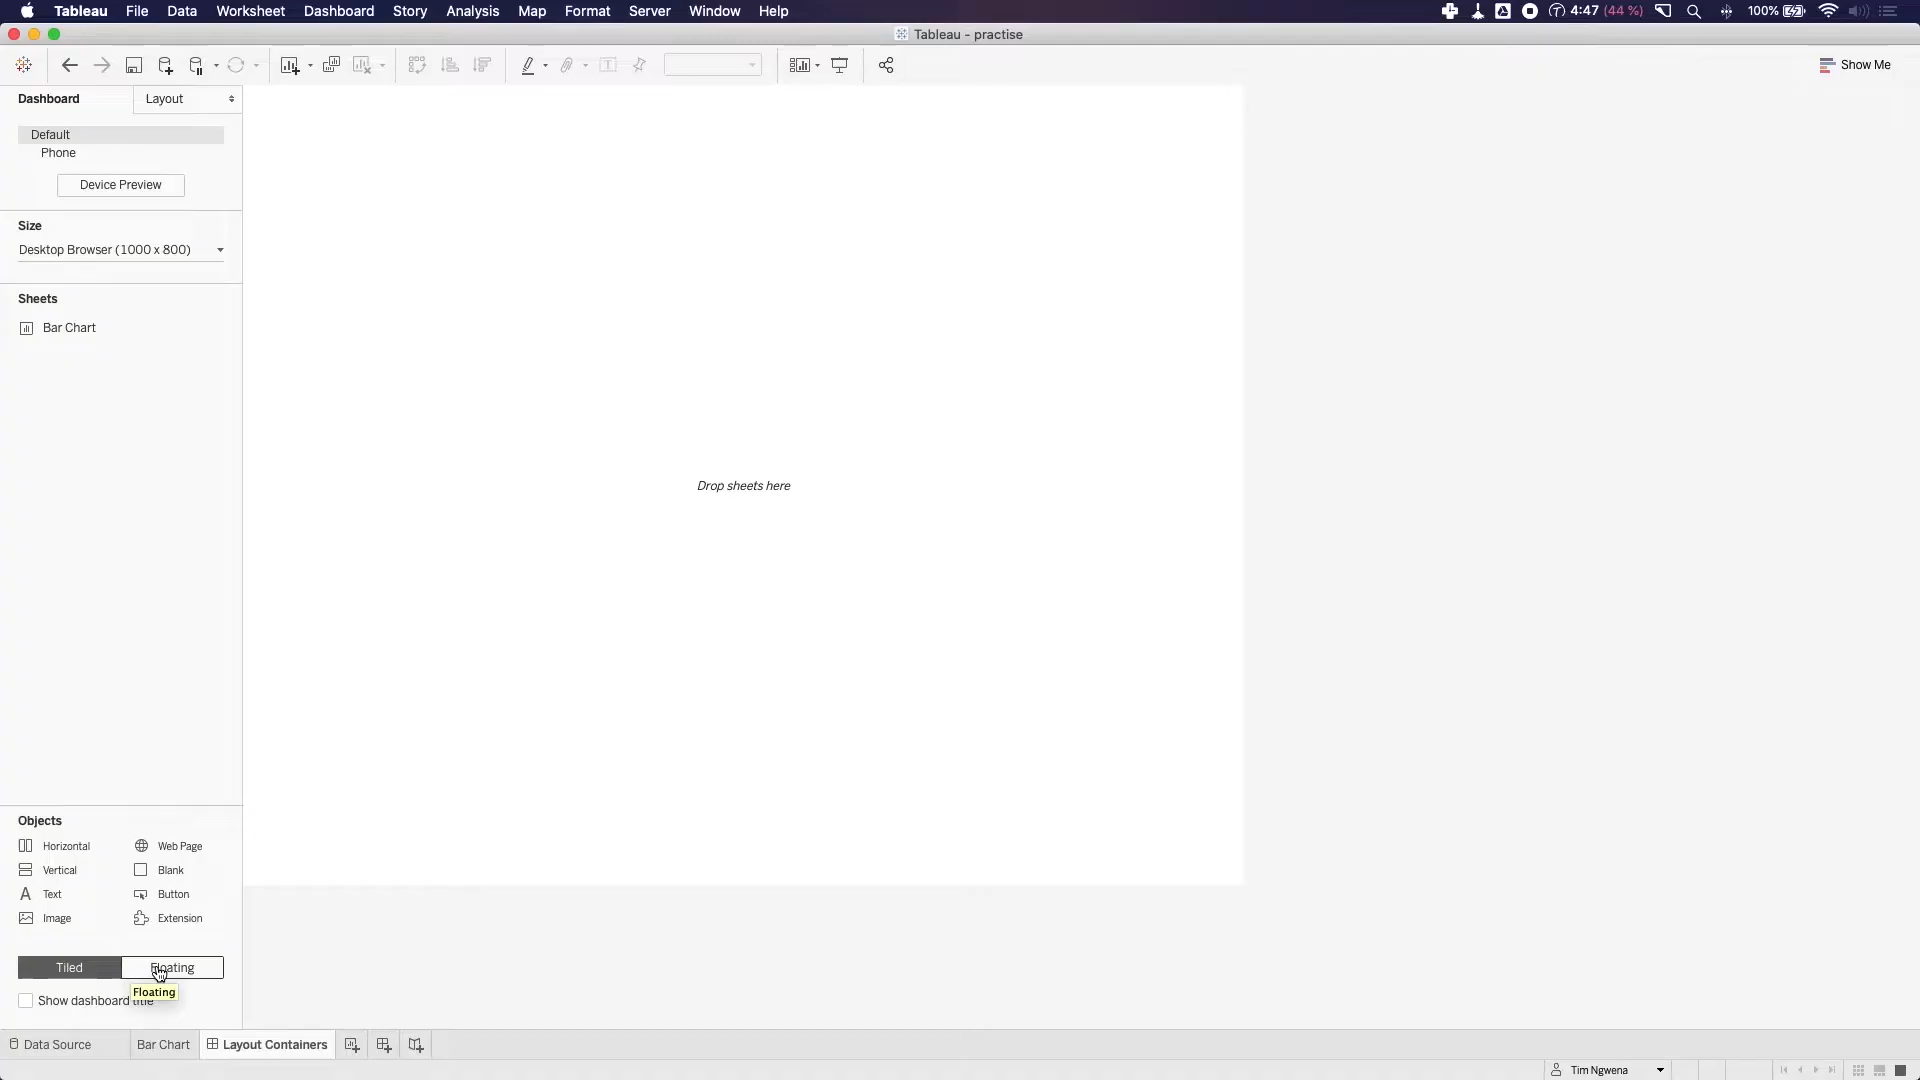 Tableau File Data Worksheet Dashboard Story Analysis Map Format Server Window Help 4:47 (44 %) 100%
Tableau - practise
Show Me
Dashboard Layout
Default
Phone
Device Preview
Size
Desktop Browser (1000 x 800)
Sheets
Bar Chart
Drop sheets here
Objects
Horizontal Web Page
Vertical Blank
Text Button
Image Extension
Tiled Floating
Floating
Show dashboard title
Data Source Bar Chart Layout Containers
Tim Ngwena